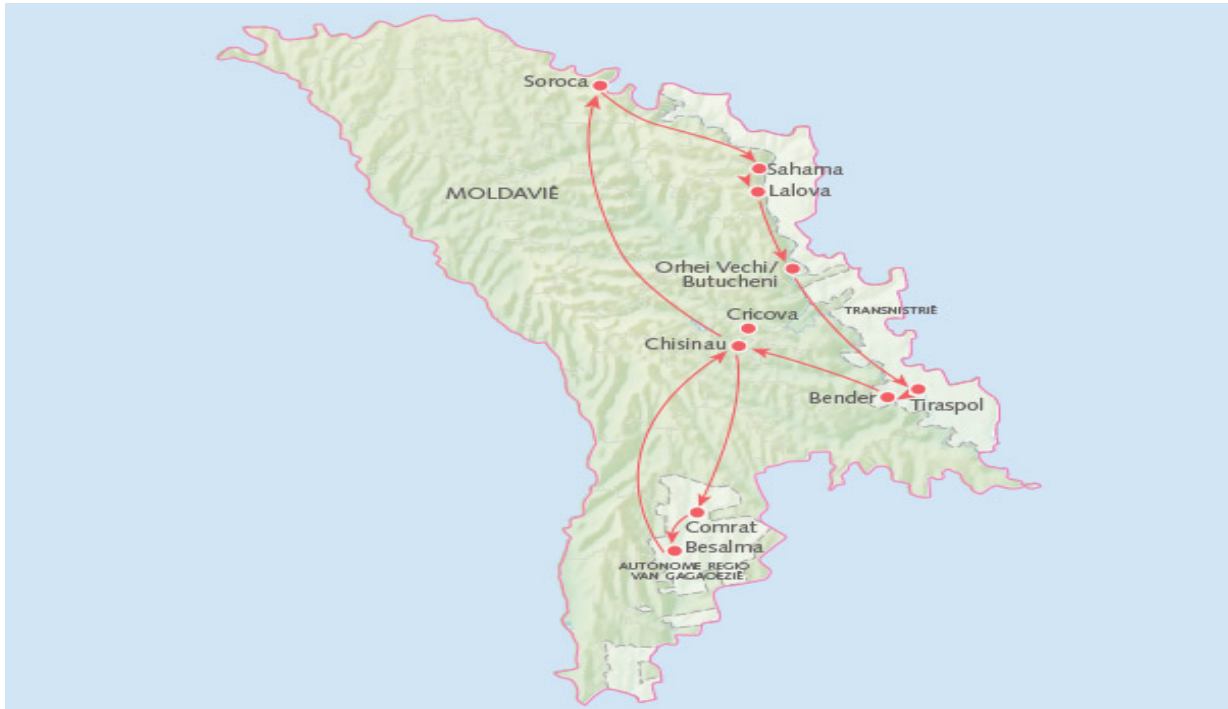 Soroca
Sahama
MOLDAVIË
Lalova
Orhei Vechi/
Butucheni
TRANSNISTRIË
Cricova
Chisinau
Bender
Tiraspol
Comrat
Besalma
AUTONOME REGIO
VAN GAGAOEZIË